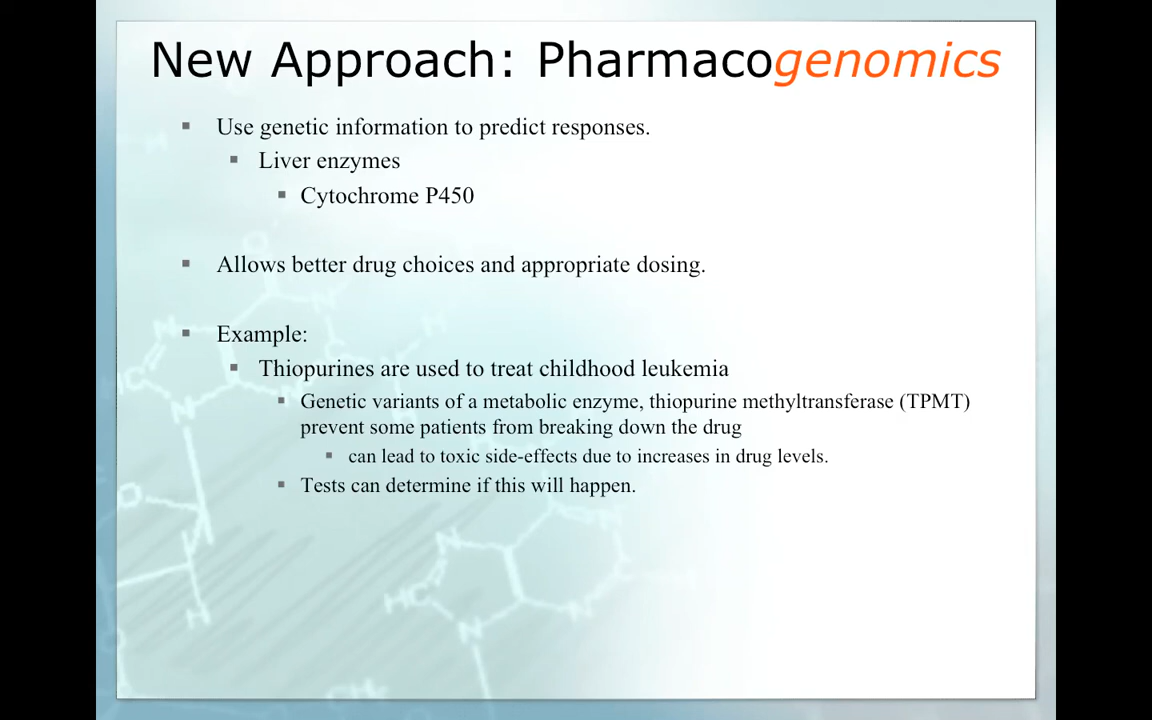 New Approach: Pharmacogenomics
Use genetic information to predict responses.
Liver enzymes
Cytochrome P450
Allows better drug choices and appropriate dosing.
Example:
Thiopurines are used to treat childhood leukemia
Genetic variants of a metabolic enzyme, thiopurine methyltransferase (TPMT)
prevent some patients from breaking down the drug
can lead to toxic side-effects due to increases in drug levels.
Tests can determine if this will happen.
N
N
HC
N
O
N
N
HC
N
N
CH